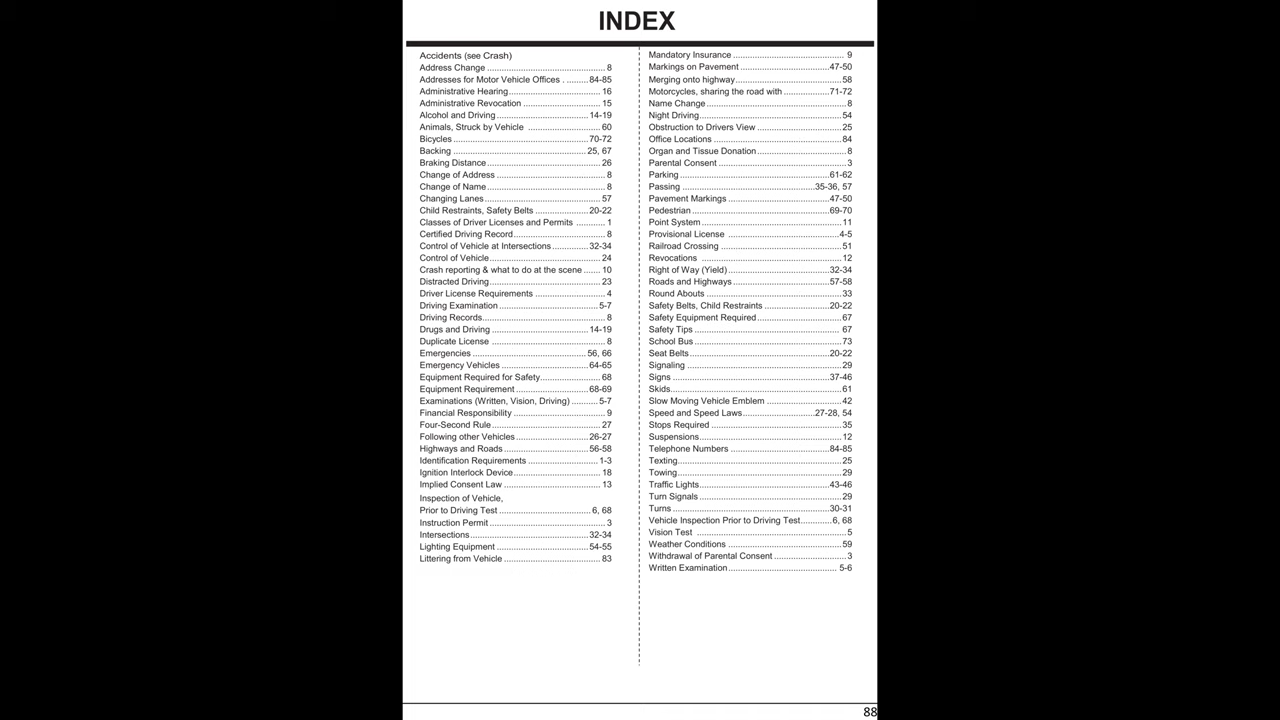 INDEX
Accidents (see Crash)
Address Change ........................................... 8
Addresses for Motor Vehicle Offices . ......... 84-85
Administrative Hearing.................................. 16
Administrative Revocation ............................ 15
Alcohol and Driving .................................. 14-19
Animals, Struck by Vehicle ........................... 60
Bicycles .................................................. 70-72
Backing ................................................. 25, 67
Braking Distance.......................................... 26
Change of Address ........................................ 8
Change of Name............................................ 8
Changing Lanes........................................... 57
Child Restraints, Safety Belts .................... 20-22
Classes of Driver Licenses and Permits ............ 1
Certified Driving Record.................................. 8
Control of Vehicle at Intersections.............. 32-34
Control of Vehicle......................................... 24
Crash reporting & what to do at the scene ...... 10
Distracted Driving......................................... 23
Driver License Requirements .......................... 4
Driving Examination .................................... 5-7
Driving Records............................................. 8
Drugs and Driving .................................... 14-19
Duplicate License .......................................... 8
Emergencies .......................................... 56, 66
Emergency Vehicles ................................ 64-65
Equipment Required for Safety...................... 68
Equipment Requirement ........................... 68-69
Examinations (Written, Vision, Driving) .......... 5-7
Financial Responsibility .................................. 9
Four-Second Rule........................................ 27
Following other Vehicles ........................... 26-27
Highways and Roads ................................ 56-58
Identification Requirements .......................... 1-3
Ignition Interlock Device................................ 18
Implied Consent Law .................................... 13
Inspection of Vehicle,
Prior to Driving Test .................................. 6, 68
Instruction Permit ........................................... 3
Intersections............................................ 32-34
Lighting Equipment .................................. 54-55
Littering from Vehicle .................................... 83
Mandatory Insurance ......................................... 9
Markings on Pavement .................................47-50
Merging onto highway.......................................58
Motorcycles, sharing the road with .................71-72
Name Change....................................................8
Night Driving.....................................................54
Obstruction to Drivers View ...............................25
Office Locations ...............................................84
Organ and Tissue Donation.................................8
Parental Consent ...............................................3
Parking .......................................................61-62
Passing .................................................35-36, 57
Pavement Markings .....................................47-50
Pedestrian ...................................................69-70
Point System ....................................................11
Provisional License .........................................4-5
Railroad Crossing .............................................51
Revocations .....................................................12
Right of Way (Yield) .....................................32-34
Roads and Highways ...................................57-58
Round Abouts ..................................................33
Safety Belts, Child Restraints ........................20-22
Safety Equipment Required...............................67
Safety Tips ...................................................... 67
School Bus ......................................................73
Seat Belts....................................................20-22
Signaling .........................................................29
Signs ..........................................................37-46
Skids................................................................61
Slow Moving Vehicle Emblem ...........................42
Speed and Speed Laws..........................27-28, 54
Stops Required ................................................35
Suspensions.....................................................12
Telephone Numbers ....................................84-85
Texting.............................................................25
Towing.............................................................29
Traffic Lights................................................43-46
Turn Signals .....................................................29
Turns ..........................................................30-31
Vehicle Inspection Prior to Driving Test............6, 68
Vision Test ........................................................5
Weather Conditions ..........................................59
Withdrawal of Parental Consent ...........................3
Written Examination........................................ 5-6
88